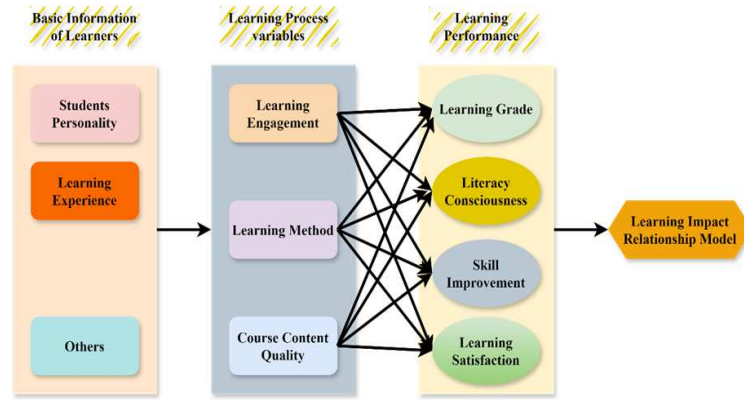 Basic Information
of Learners
Learning Process
variables
Learning
Performance
Students
Personality
Learning
Experience
Others
Learning
Engagement
Learning Method
Course Content
Quality
Learning Grade
Literacy
Consciousness
Skill
Improvement
Learning
Satisfaction
Learning Impact
Relationship Model